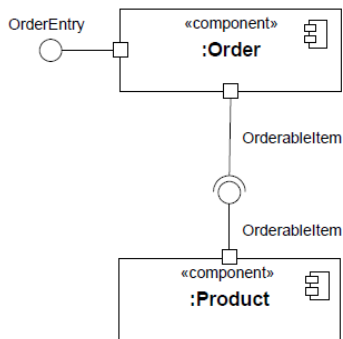 OrderEntry
«component»
:Order
OrderableItem
OrderableItem
«component»
:Product